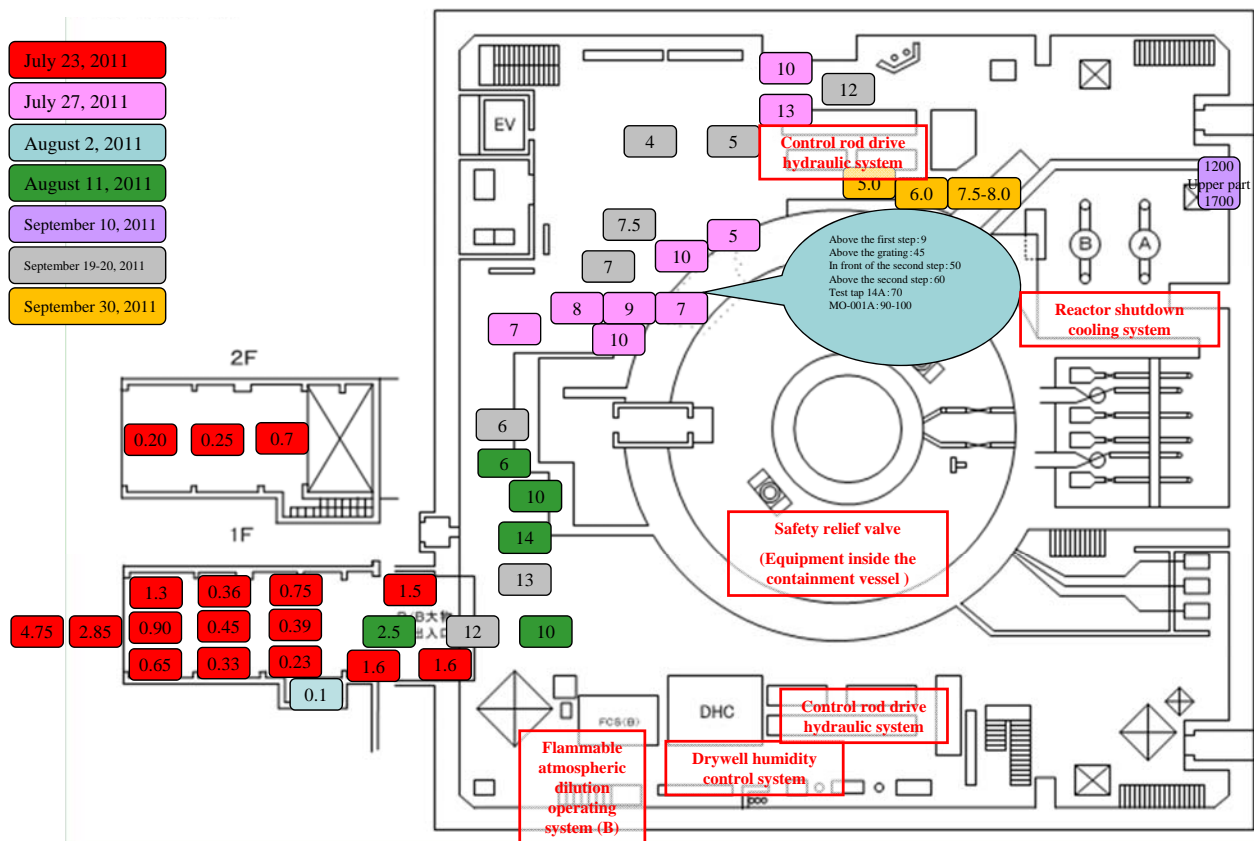 July 23, 2011
July 27, 2011
August 2, 2011
August 11, 2011
September 10, 2011
September 19-20, 2011
September 30, 2011
EV
10
12
13
4
5
Control rod drive
hydraulic system
5.0
6.0
7.5-8.0
1200
Upper part
1700
7.5
5
10
7
8
9
7
7
10
Above the first step: 9
Above the grating: 45
In front of the second step: 50
Above the second step: 60
Test tap 14A: 70
MO-001A: 90-100
B
A
Reactor shutdown
cooling system
2F
0.20
0.25
0.7
6
6
10
14
13
Safety relief valve
(Equipment inside the
containment vessel )
1F
1.3
0.36
0.75
1.5
4.75
2.85
0.90
0.45
0.39
2.5
大物
出入口
12
10
0.65
0.33
0.23
1.6
1.6
0.1
FCS(B)
DHC
Control rod drive
hydraulic system
Flammable
atmospheric
dilution
operating
system (B)
Drywell humidity
control system